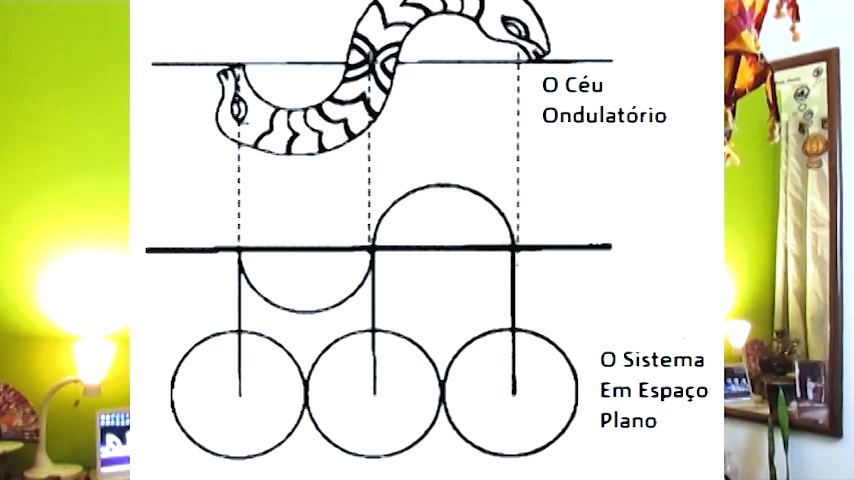 O Céu
Ondulatório
O Sistema
Em Espaço
Plano